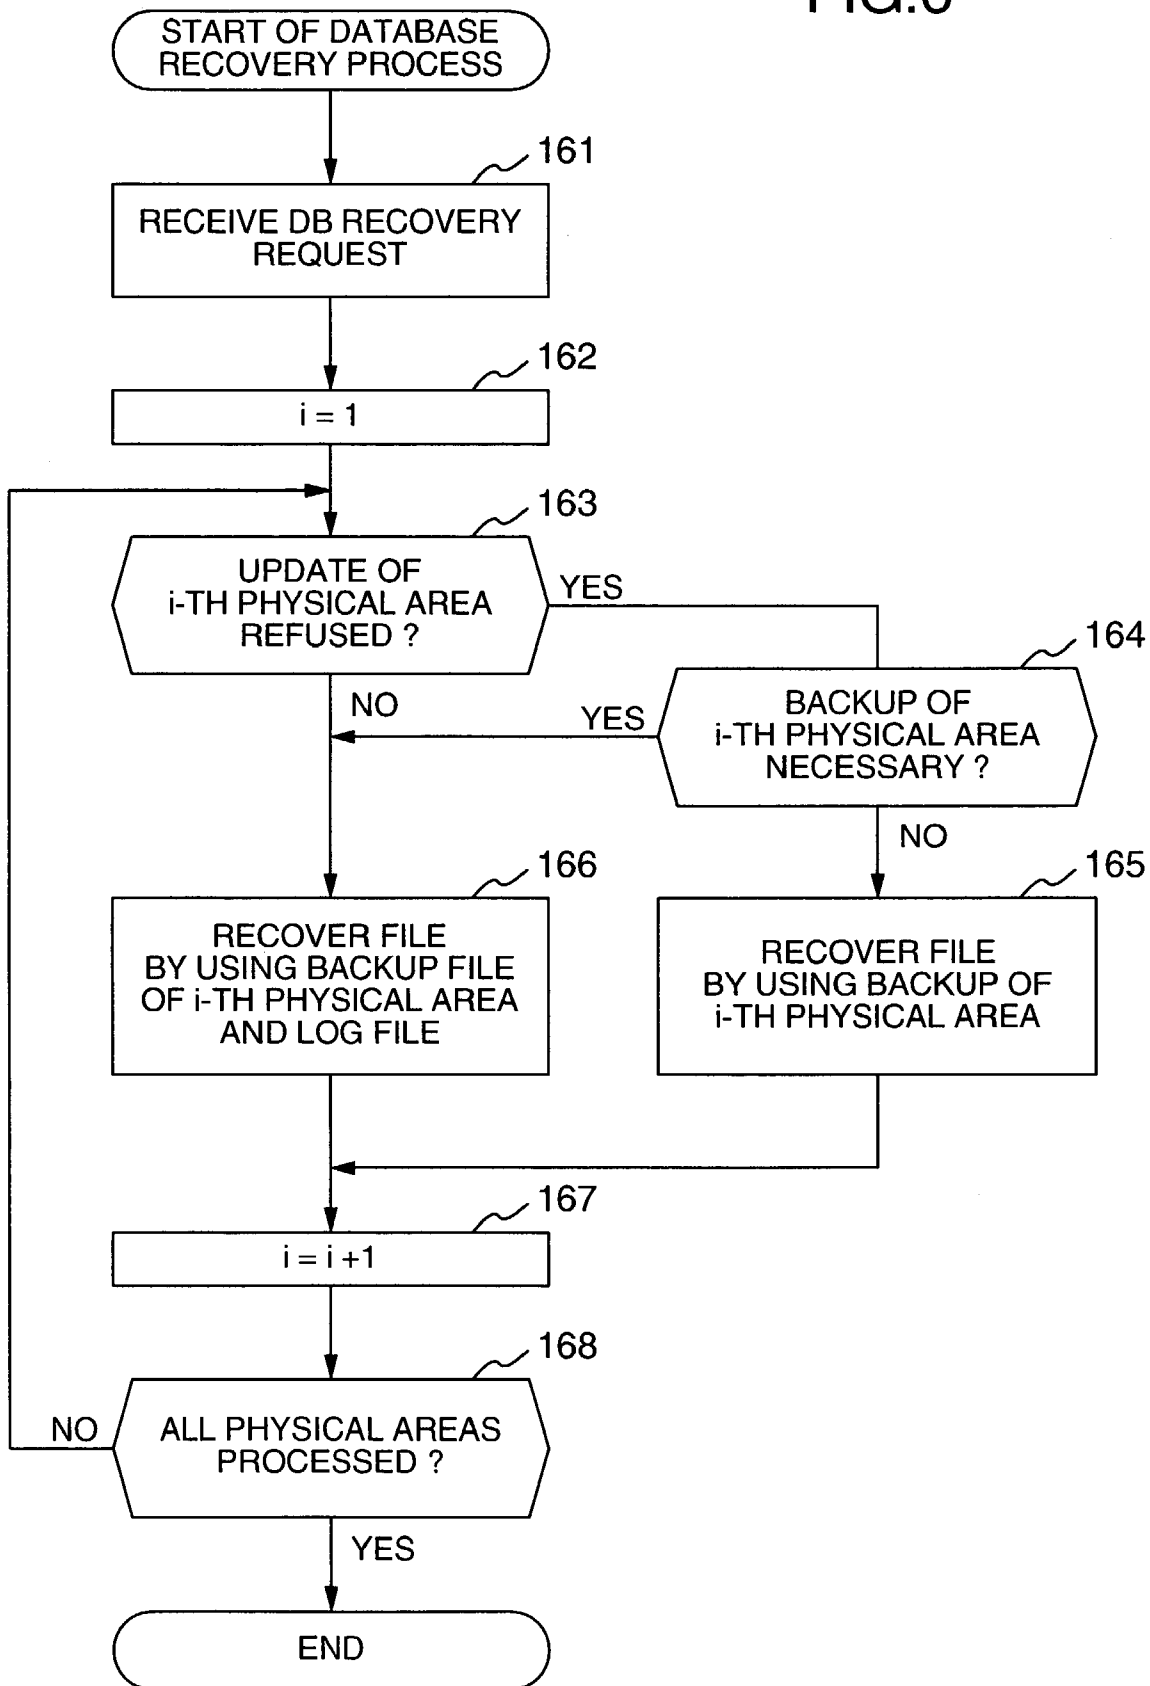 START OF DATABASE
RECOVERY PROCESS
161
RECEIVE DB RECOVERY
REQUEST
162
i = 1
163
UPDATE OF
i-TH PHYSICAL AREA
REFUSED ?
YES
NO
164
BACKUP OF
i-TH PHYSICAL AREA
NECESSARY ?
YES
NO
166
RECOVER FILE
BY USING BACKUP FILE
OF i-TH PHYSICAL AREA
AND LOG FILE
165
RECOVER FILE
BY USING BACKUP OF
i-TH PHYSICAL AREA
167
i = i +1
168
ALL PHYSICAL AREAS
PROCESSED ?
NO
YES
END